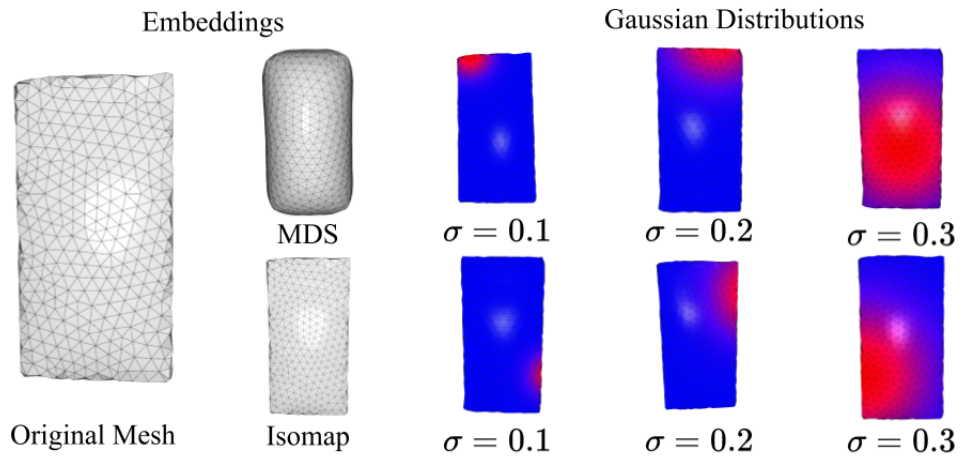 Embeddings
Gaussian Distributions
MDS
σ = 0.1
σ = 0.2
σ = 0.3
Original Mesh
Isomap
σ = 0.1
σ = 0.2
σ = 0.3